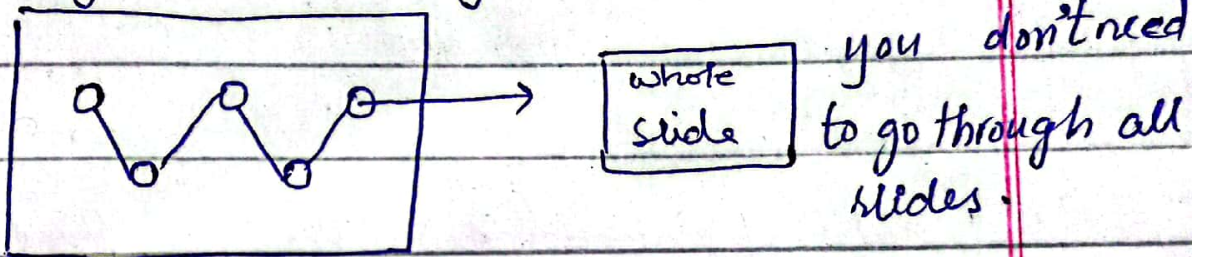 whole
slide
you don't need
to go through all
slides.